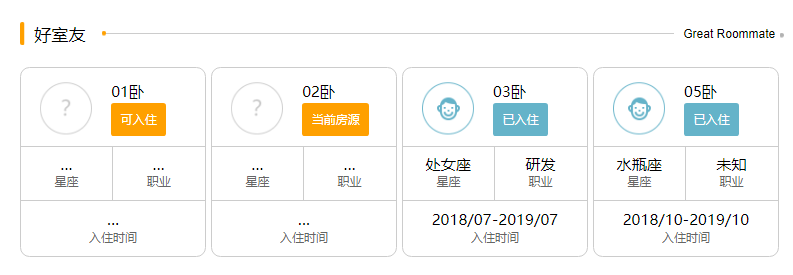 好室友
Great Roommate
?
01卧
可入住
...
星座
...
职业
...
入住时间
?
02卧
当前房源
...
星座
...
职业
...
入住时间
03卧
已入住
处女座
星座
研发
职业
2018/07-2019/07
入住时间
05卧
已入住
水瓶座
星座
未知
职业
2018/10-2019/10
入住时间